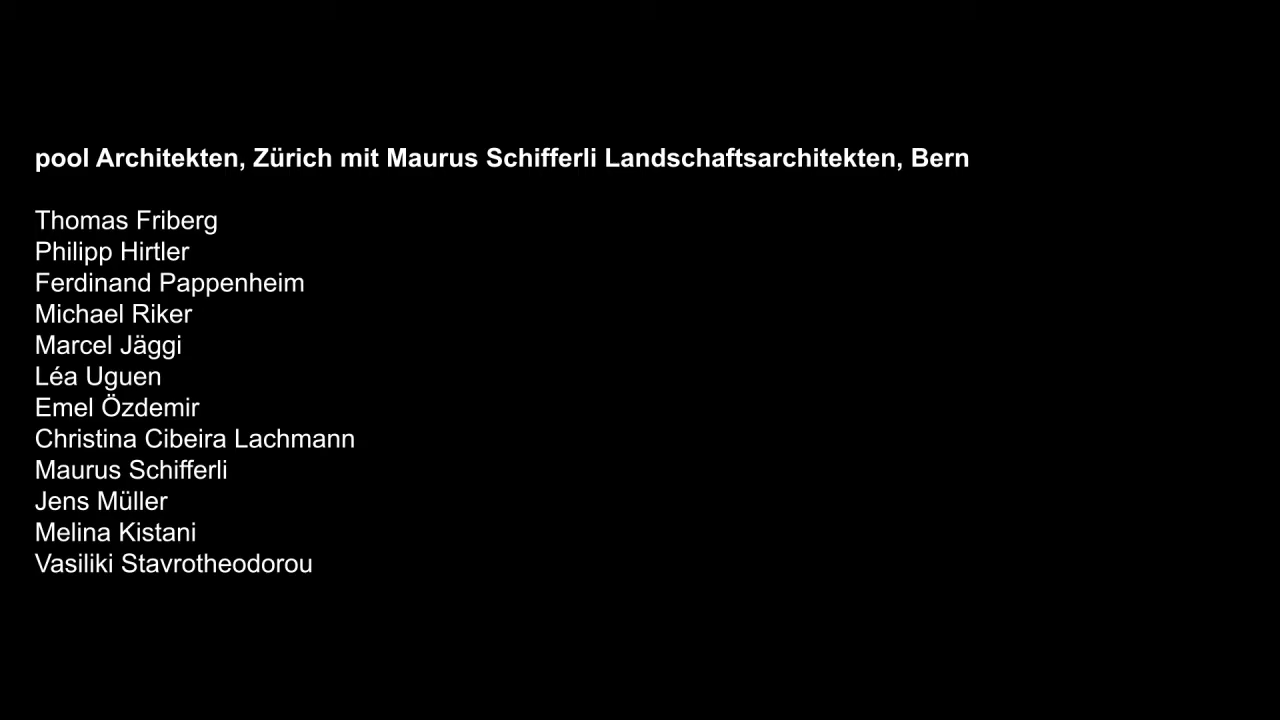 pool Architekten, Zürich mit Maurus Schifferli Landschaftsarchitekten, Bern
Thomas Friberg
Philipp Hirtler
Ferdinand Pappenheim
Michael Riker
Marcel Jäggi
Léa Uguen
Emel Özdemir
Christina Cibeira Lachmann
Maurus Schifferli
Jens Müller
Melina Kistani
Vasiliki Stavrotheodorou